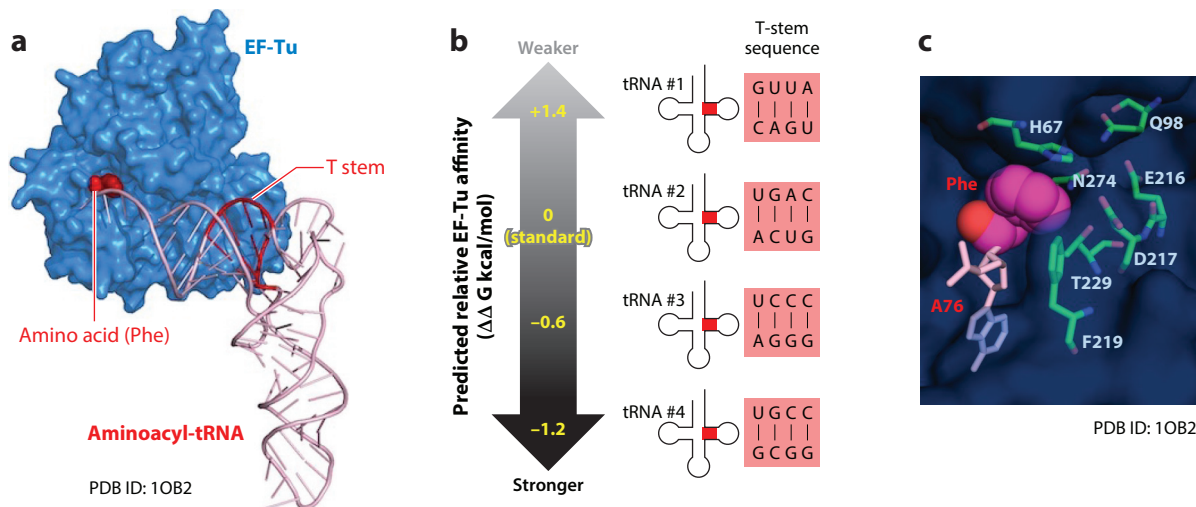 a
EF-Tu
T stem
Amino acid (Phe)
Aminoacyl-tRNA
PDB ID: 1OB2
b
Predicted relative EF-Tu affinity
(ΔΔ G kcal/mol)
Weaker
+1.4
0
(standard)
−0.6
−1.2
Stronger
T-stem
sequence
tRNA #1
G U U A
C A G U
tRNA #2
U G A C
A C U G
tRNA #3
U C C C
A G G G
tRNA #4
U G C C
G C G G
c
H67
Q98
Phe
N274
E216
D217
T229
A76
F219
PDB ID: 1OB2